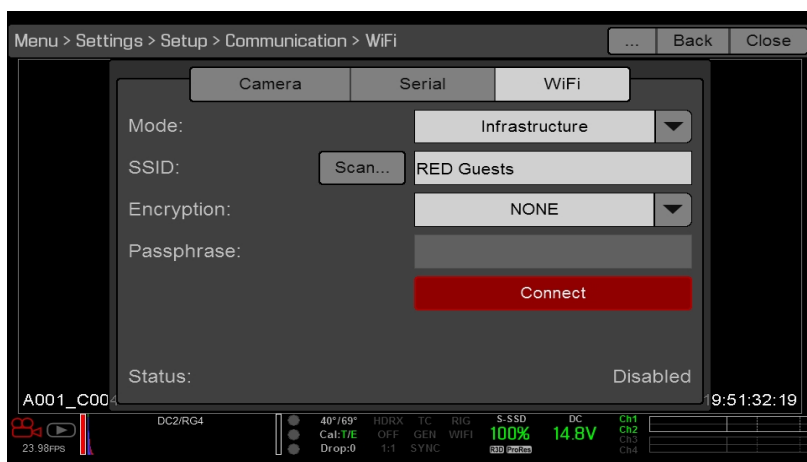 Menu > Settings > Setup > Communication > WiFi ... Back Close
Camera Serial WiFi
Mode: Infrastructure
SSID: Scan... RED Guests
Encryption: NONE
Passphrase:
Connect
Status: Disabled
A001_C004 9:51:32:19
DC2/RG4 40°/69° HDRX TC RIG S-SSD DC Ch1
Cal:T/E OFF GEN WIFI 100% 14.8V Ch2
23.98FPS Drop:0 1:1 SYNC R3D ProRes Ch3
Ch4